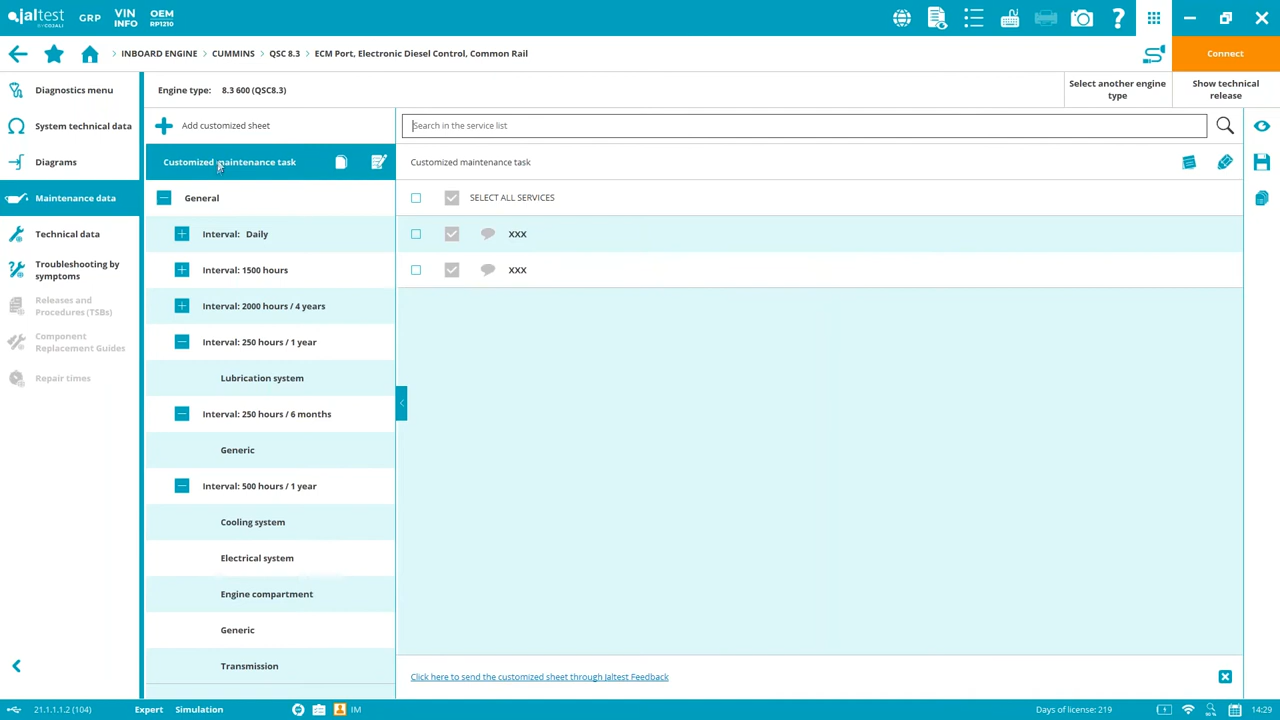 jaltest
BY COJALI
GRP
VIN
INFO
OEM
RP1210
INBOARD ENGINE > CUMMINS > QSC 8.3 > ECM Port, Electronic Diesel Control, Common Rail
Connect
Diagnostics menu
Engine type: 8.3 600 (QSC8.3)
Select another engine
type
Show technical
release
System technical data
Add customized sheet
Search in the service list
Diagrams
Customized maintenance task
Customized maintenance task
Maintenance data
General
SELECT ALL SERVICES
Technical data
Interval: Daily
XXX
Troubleshooting by
symptoms
Interval: 1500 hours
XXX
Releases and
Procedures (TSBs)
Interval: 2000 hours / 4 years
Component
Replacement Guides
Interval: 250 hours / 1 year
Repair times
Lubrication system
Interval: 250 hours / 6 months
Generic
Interval: 500 hours / 1 year
Cooling system
Electrical system
Engine compartment
Generic
Transmission
Click here to send the customized sheet through Jaltest Feedback
21.1.1.1.2 (104)
Expert
Simulation
IM
Days of license: 219
14:29